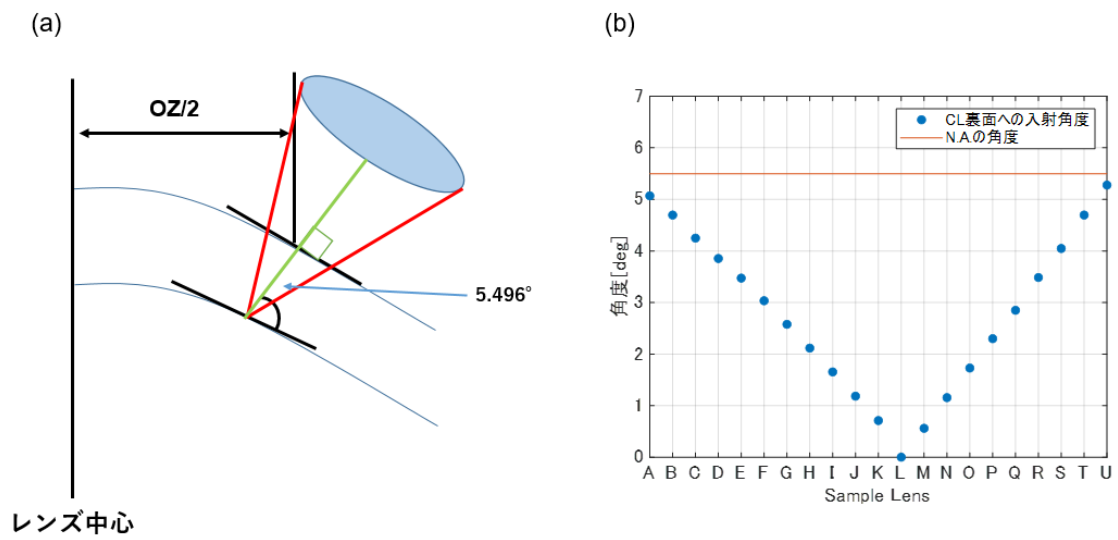 (a)
OZ/2
5.496°
レンズ中心
(b)
CL裏面への入射角度
N.A.の角度
7
6
5
4
3
2
1
0
角度[deg]
A B C D E F G H I J K L M N O P Q R S T U
Sample Lens